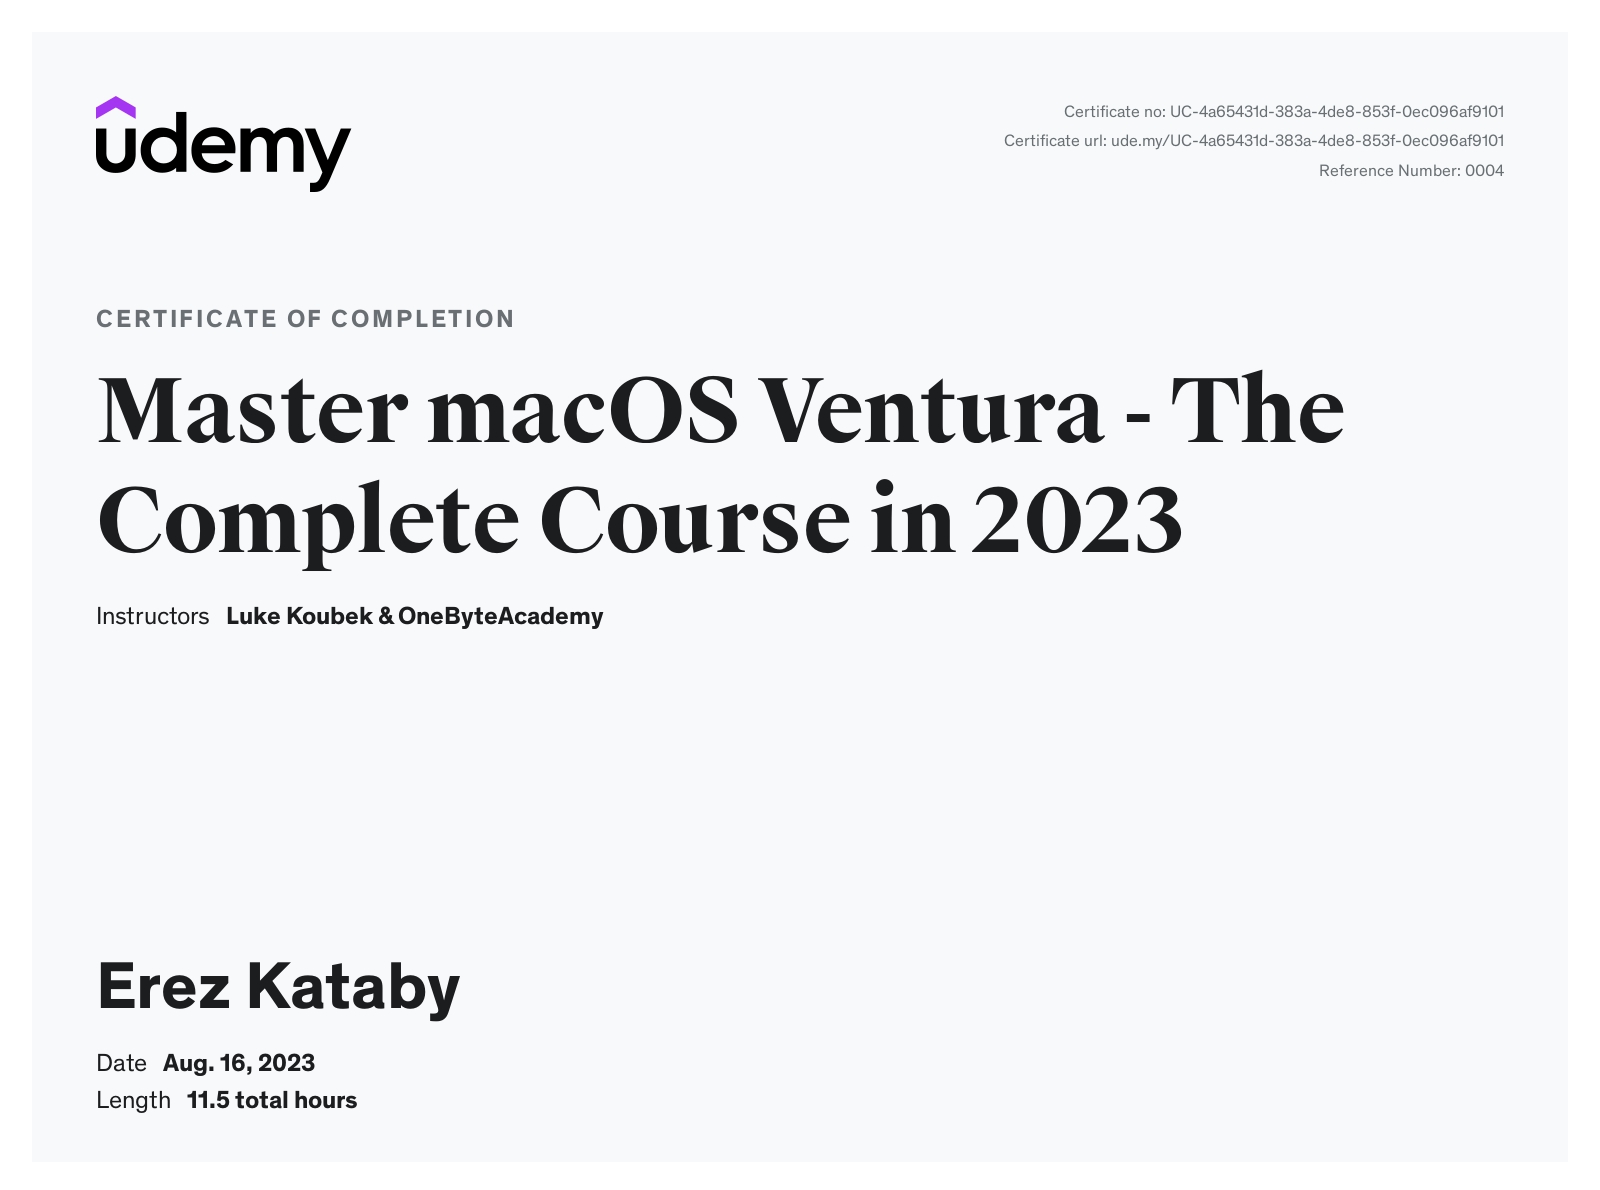 udemy
Certificate no: UC-4a65431d-383a-4de8-853f-0ec096af9101
Certificate url: ude.my/UC-4a65431d-383a-4de8-853f-0ec096af9101
Reference Number: 0004
CERTIFICATE OF COMPLETION
Master macOS Ventura - The
Complete Course in 2023
Instructors Luke Koubek & OneByteAcademy
Erez Kataby
Date Aug. 16, 2023
Length 11.5 total hours